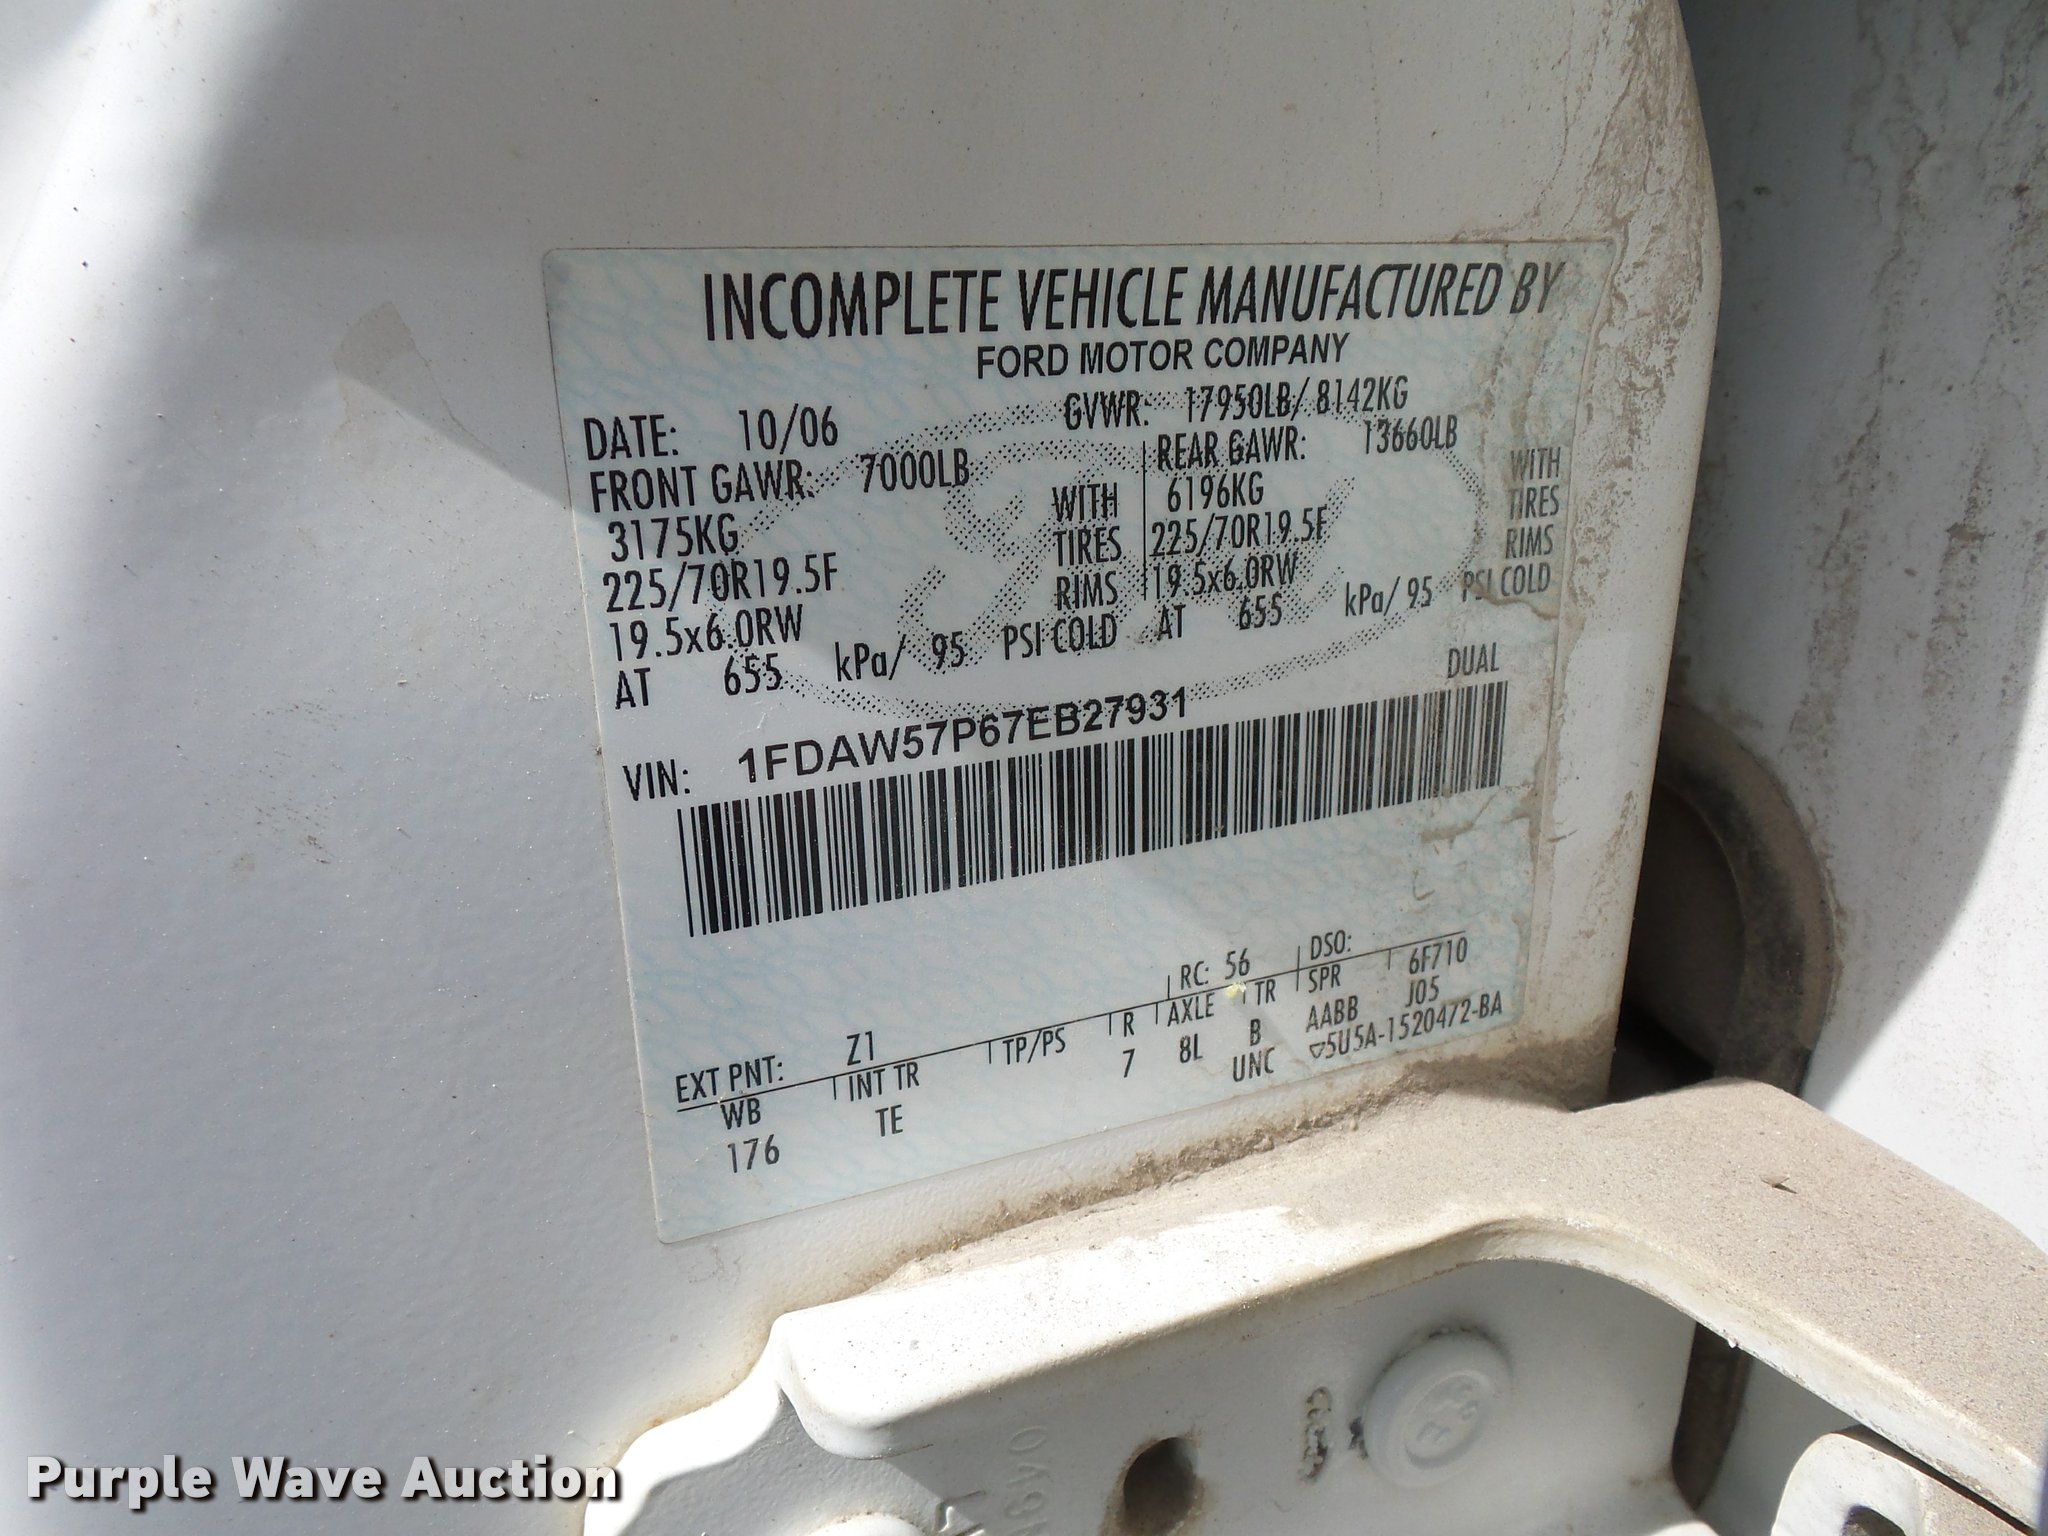 INCOMPLETE VEHICLE MANUFACTURED BY
FORD MOTOR COMPANY
DATE: 10/06 GVWR: 17950LB/ 8142KG
FRONT GAWR: 7000LB REAR GAWR: 13660LB
3175KG WITH 6196KG WITH
225/70R19.5F TIRES 225/70R19.5F TIRES
19.5x6.0RW RIMS 19.5x6.0RW RIMS
AT 655 kPa/ 95 PSI COLD AT 655 kPa/ 95 PSI COLD
DUAL
VIN: 1FDAW57P67EB27931
EXT PNT: Z1 RC: 56 DSO:
WB INT TR TP/PS R AXLE TR SPR 6F710
176 TE 7 8L B AABB J05
UNC ▽5U5A-1520472-BA
Purple Wave Auction